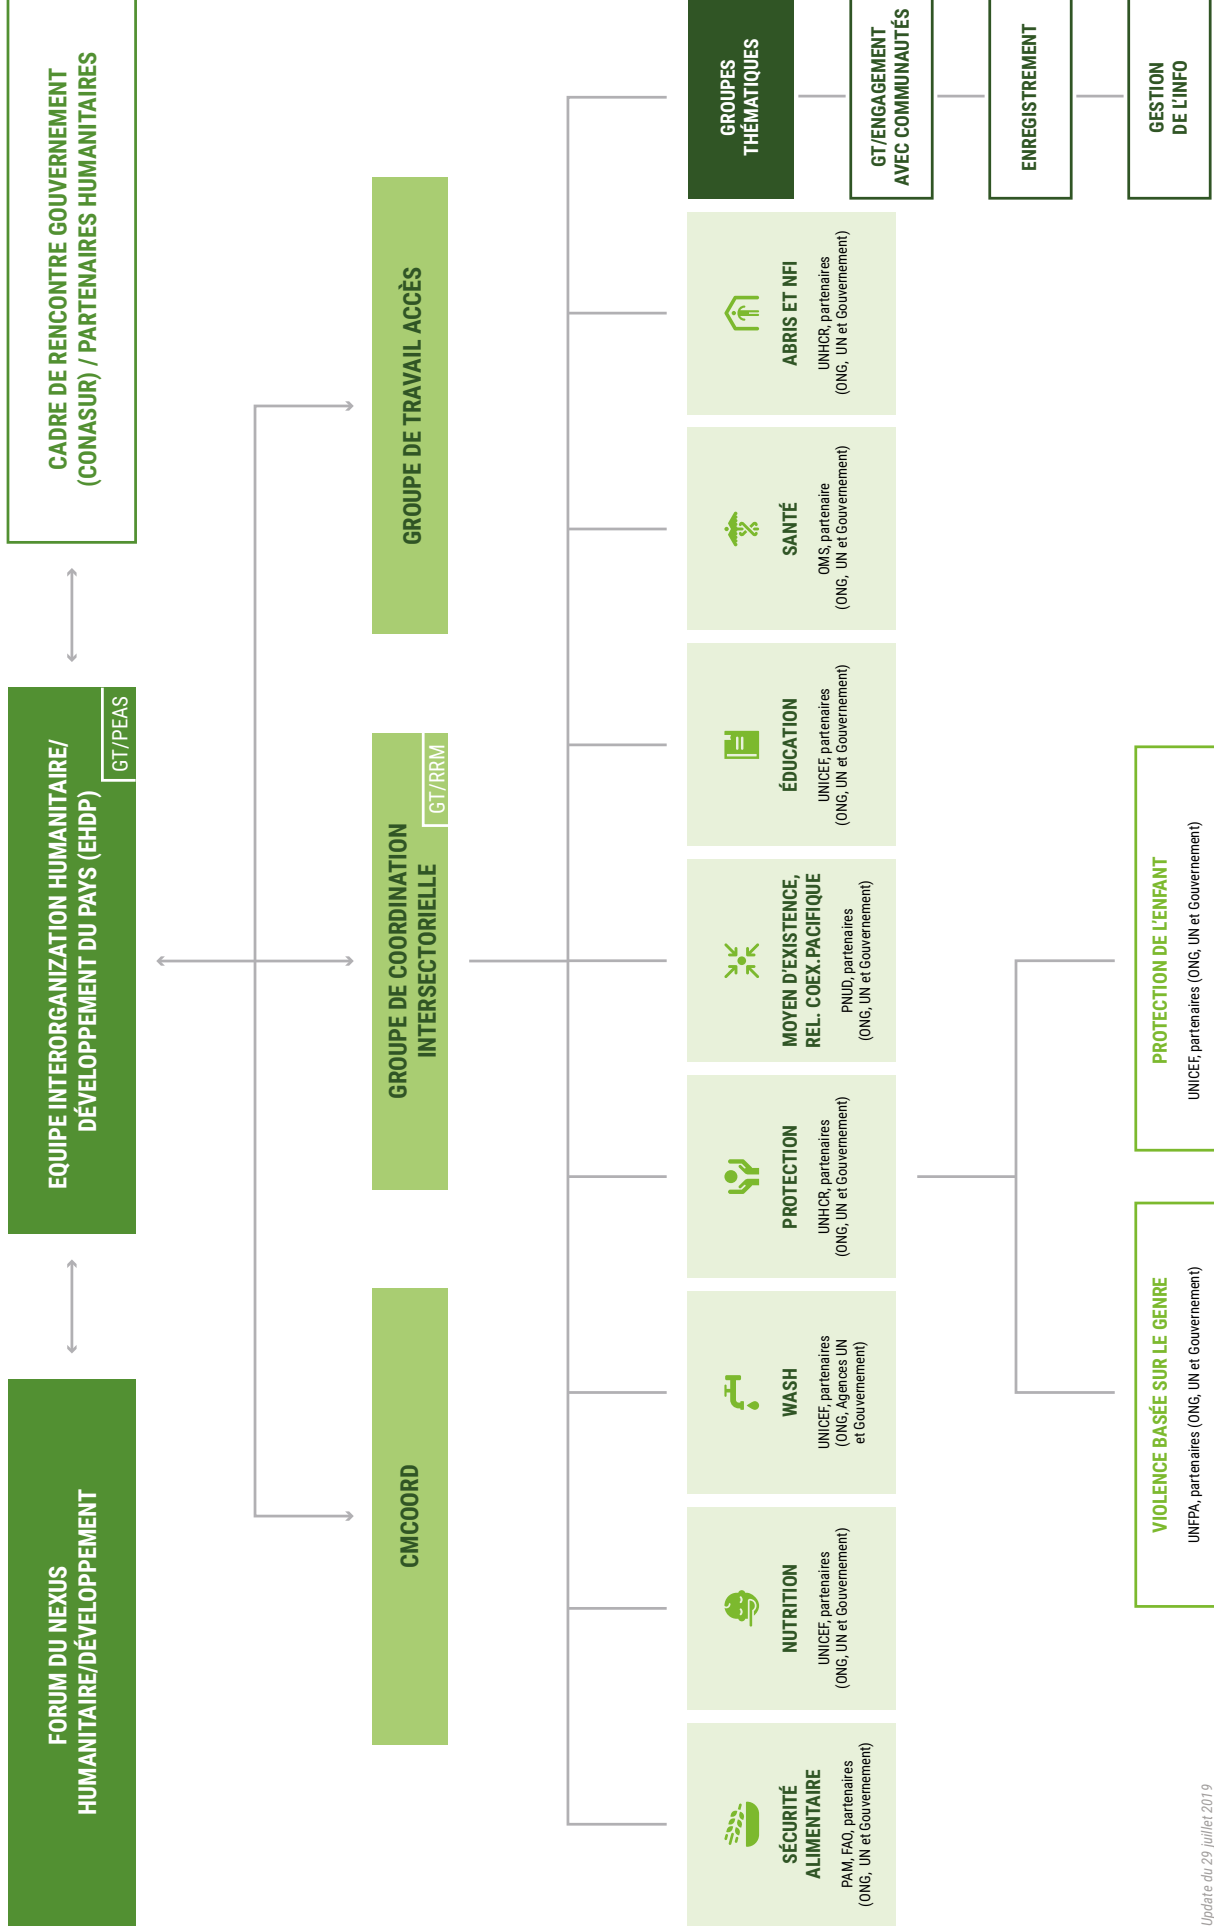 FORUM DU NEXUS
HUMANITAIRE/DÉVELOPPEMENT
EQUIPE INTERORGANIZATION HUMANITAIRE/
DÉVELOPPEMENT DU PAYS (EHDP)
GT/PEAS
CADRE DE RENCONTRE GOUVERNEMENT
(CONASUR) / PARTENAIRES HUMANITAIRES
CMCOORD
GROUPE DE COORDINATION
INTERSECTORIELLE
GT/RRM
GROUPE DE TRAVAIL ACCÈS
SÉCURITÉ
ALIMENTAIRE
PAM, FAO, partenaires
(ONG, UN et Gouvernement)
NUTRITION
UNICEF, partenaires
(ONG, UN et Gouvernement)
WASH
UNICEF, partenaires
(ONG, Agences UN
et Gouvernement)
PROTECTION
UNHCR, partenaires
(ONG, UN et Gouvernement)
MOYEN D'EXISTENCE,
REL. COEX.PACIFIQUE
PNUD, partenaires
(ONG, UN et Gouvernement)
ÉDUCATION
UNICEF, partenaires
(ONG, UN et Gouvernement)
SANTÉ
OMS, partenaire
(ONG, UN et Gouvernement)
ABRIS ET NFI
UNHCR, partenaires
(ONG, UN et Gouvernement)
GROUPES
THÉMATIQUES
GT/ENGAGEMENT
AVEC COMMUNAUTÉS
ENREGISTREMENT
GESTION
DE L'INFO
VIOLENCE BASÉE SUR LE GENRE
UNFPA, partenaires (ONG, UN et Gouvernement)
PROTECTION DE L'ENFANT
UNICEF, partenaires (ONG, UN et Gouvernement)
Update du 29 juillet 2019